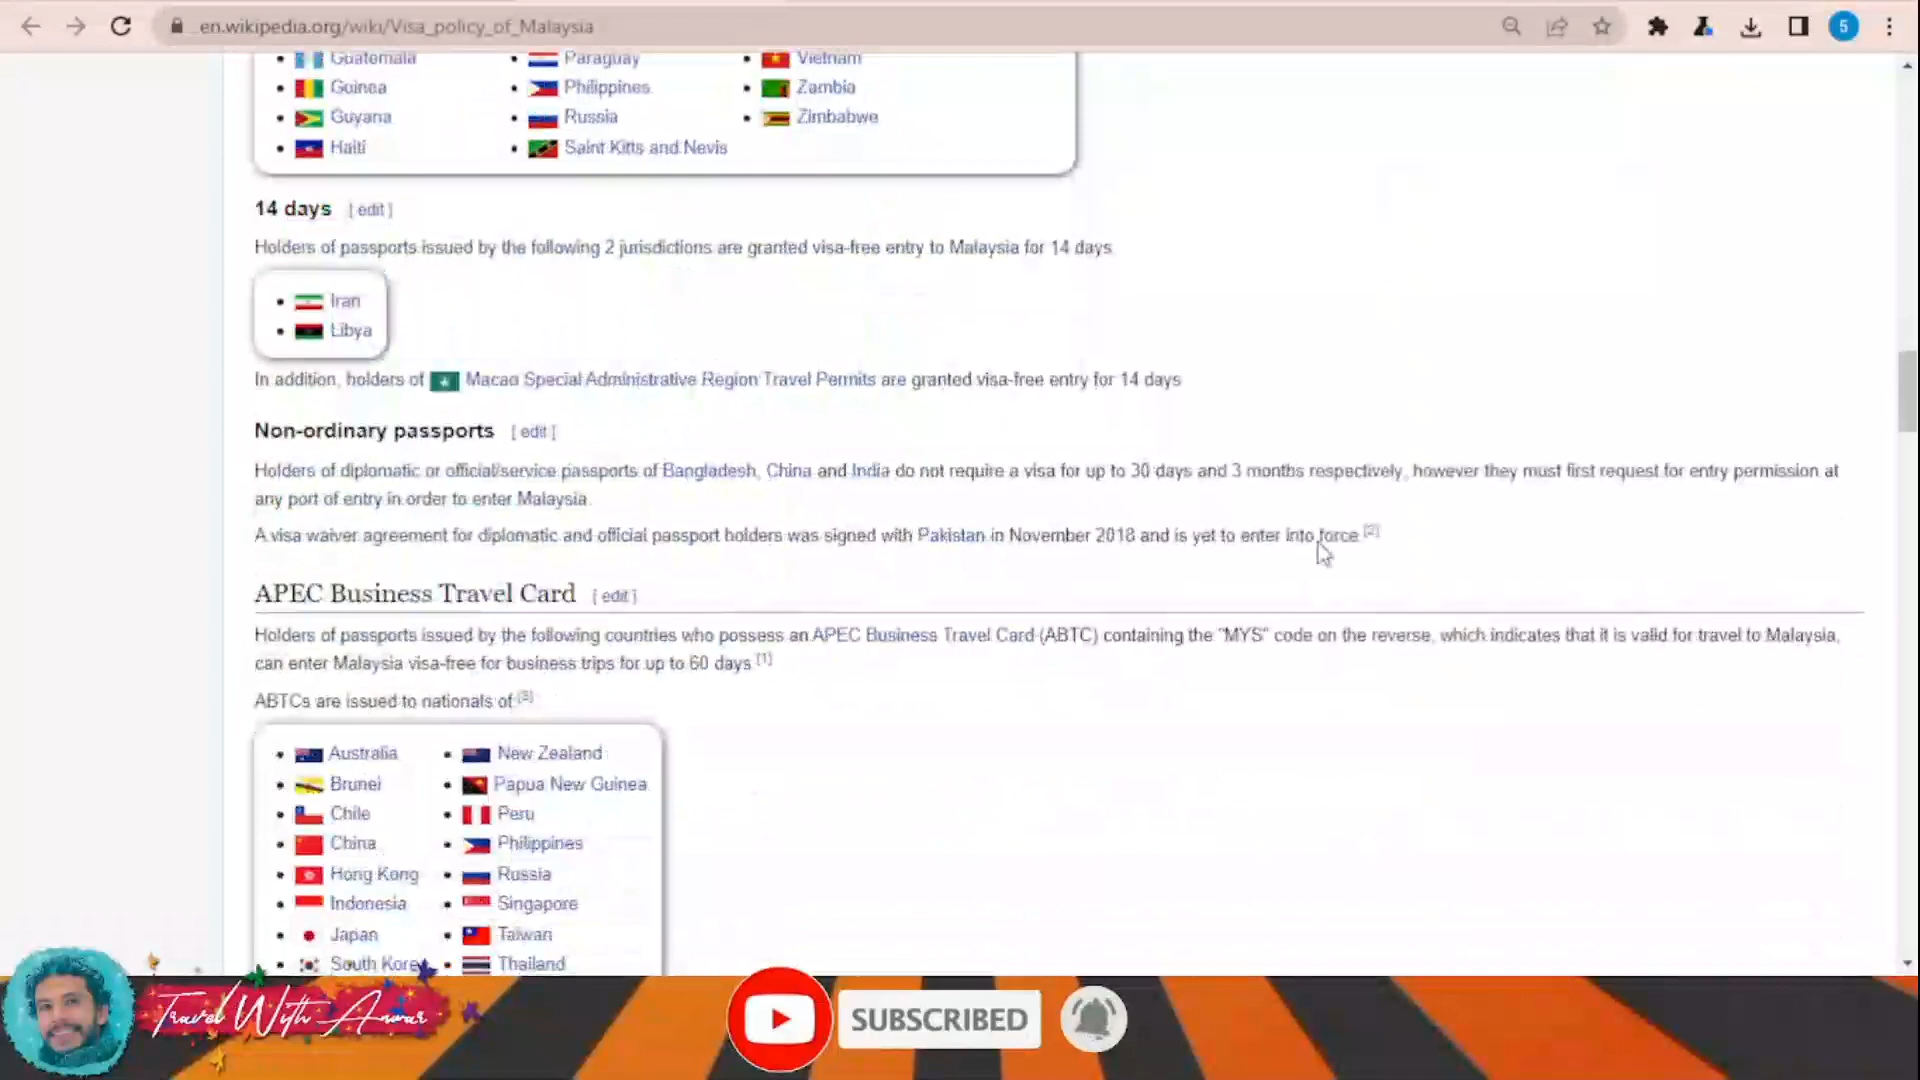 en.wikipedia.org/wiki/Visa_policy_of_Malaysia
5
Guatemala
Paraguay
Vietnam
Guinea
Philippines
Zambia
Guyana
Russia
Zimbabwe
Haiti
Saint Kitts and Nevis
14 days [ edit ]
Holders of passports issued by the following 2 jurisdictions are granted visa-free entry to Malaysia for 14 days
Iran
Libya
In addition, holders of Macao Special Administrative Region Travel Permits are granted visa-free entry for 14 days
Non-ordinary passports [ edit ]
Holders of diplomatic or official/service passports of Bangladesh, China and India do not require a visa for up to 30 days and 3 months respectively, however they must first request for entry permission at
any port of entry in order to enter Malaysia.
A visa waiver agreement for diplomatic and official passport holders was signed with Pakistan in November 2018 and is yet to enter into force.[2]
APEC Business Travel Card [ edit ]
Holders of passports issued by the following countries who possess an APEC Business Travel Card (ABTC) containing the "MYS" code on the reverse, which indicates that it is valid for travel to Malaysia,
can enter Malaysia visa-free for business trips for up to 60 days.[1]
ABTCs are issued to nationals of:[3]
Australia
New Zealand
Brunei
Papua New Guinea
Chile
Peru
China
Philippines
Hong Kong
Russia
Indonesia
Singapore
Japan
Taiwan
South Kore
Thailand
Travel With Anwar
SUBSCRIBED